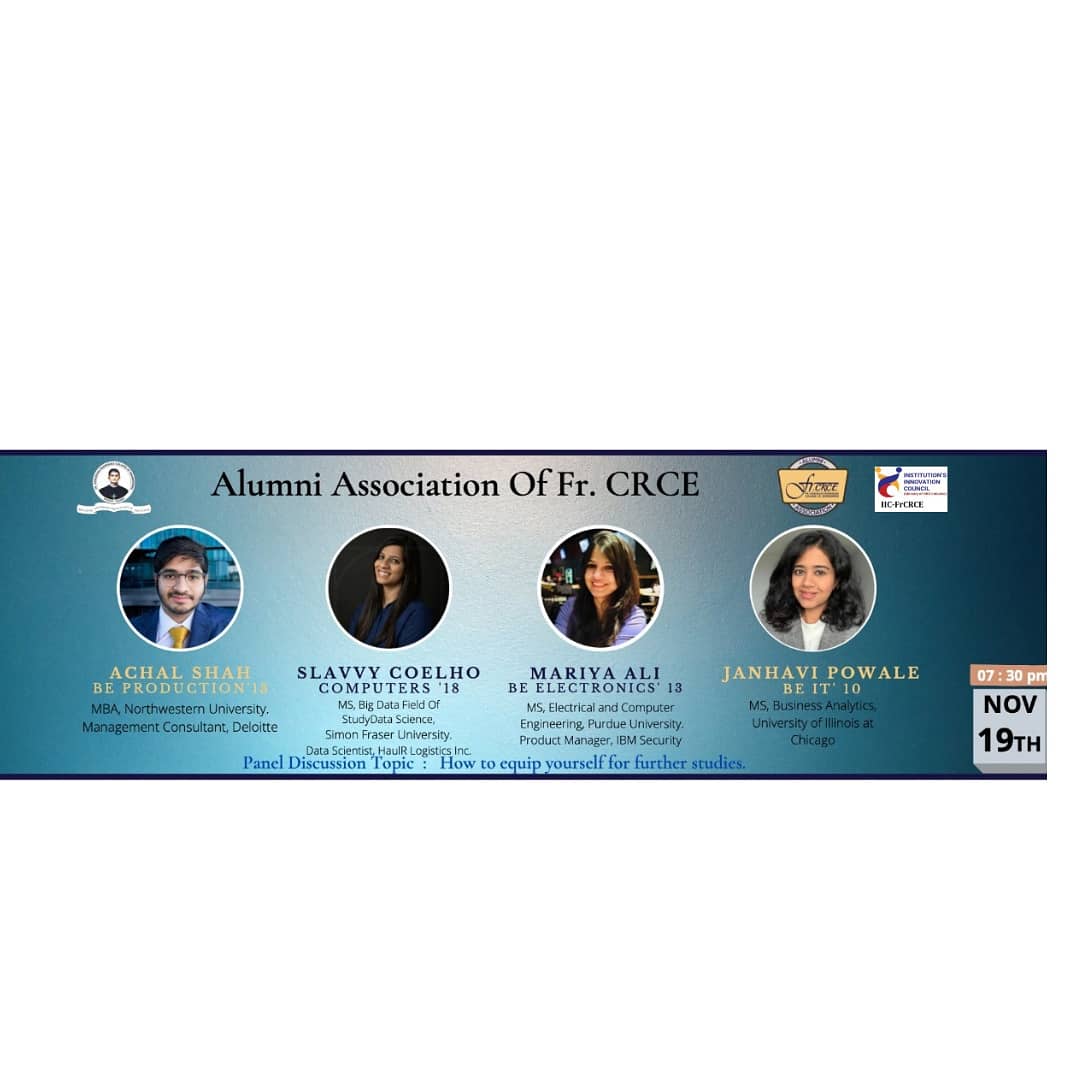 Alumni Association Of Fr. CRCE
ALUMNI
Fr CRCE
ASSOCIATION
INSTITUTION'S
INNOVATION
COUNCIL
IIC-FrCRCE
ACHAL SHAH
BE PRODUCTION'13
MBA, Northwestern University.
Management Consultant, Deloitte
SLAVVY COELHO
COMPUTERS '18
MS, Big Data Field Of
StudyData Science,
Simon Fraser University.
Data Scientist, HaulR Logistics Inc.
MARIYA ALI
BE ELECTRONICS' 13
MS, Electrical and Computer
Engineering, Purdue University.
Product Manager, IBM Security
JANHAVI POWALE
BE IT' 10
MS, Business Analytics,
University of Illinois at
Chicago
07 : 30 pm
NOV
19TH
Panel Discussion Topic : How to equip yourself for further studies.